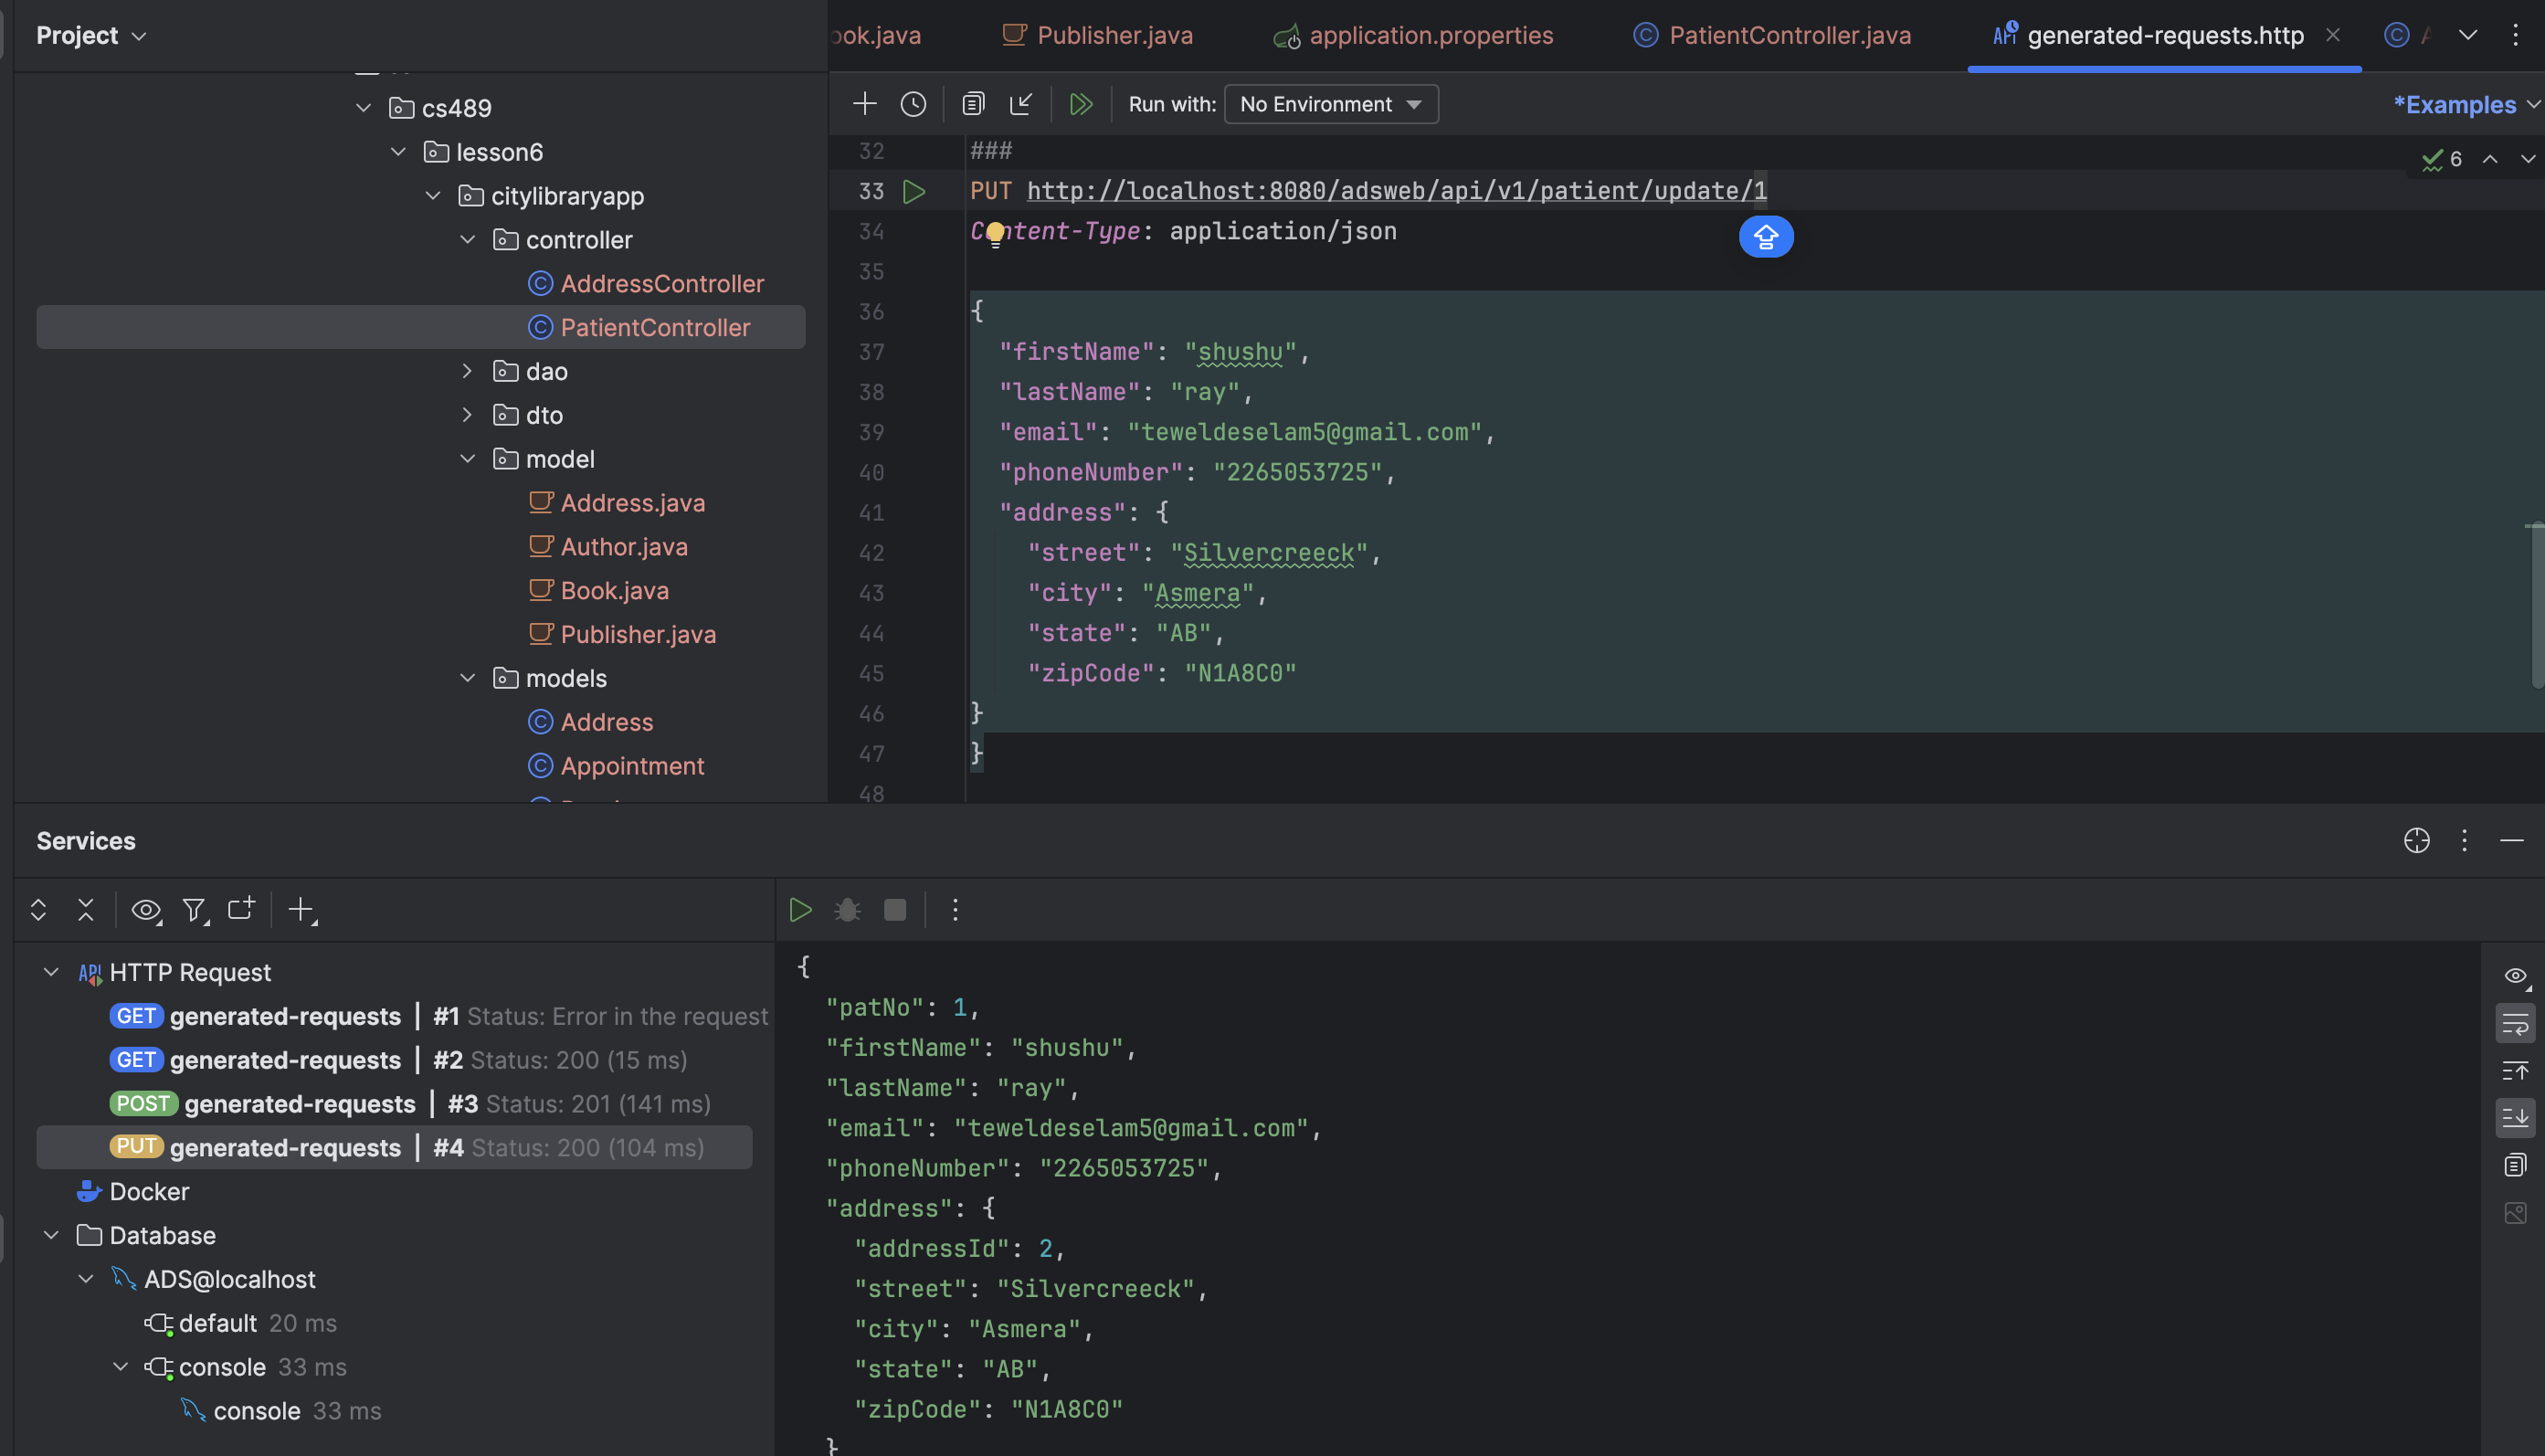 Project
ook.java
Publisher.java
application.properties
PatientController.java
generated-requests.http
cs489
lesson6
citylibraryapp
controller
AddressController
PatientController
dao
dto
model
Address.java
Author.java
Book.java
Publisher.java
models
Address
Appointment
Run with: No Environment
*Examples
6
32 ###
33 PUT http://localhost:8080/adsweb/api/v1/patient/update/1
34 Content-Type: application/json
35
36 {
37 "firstName": "shushu",
38 "lastName": "ray",
39 "email": "teweldeselam5@gmail.com",
40 "phoneNumber": "2265053725",
41 "address": {
42 "street": "Silvercreeck",
43 "city": "Asmera",
44 "state": "AB",
45 "zipCode": "N1A8C0"
46 }
47 }
48
Services
API HTTP Request
GET generated-requests | #1 Status: Error in the request
GET generated-requests | #2 Status: 200 (15 ms)
POST generated-requests | #3 Status: 201 (141 ms)
PUT generated-requests | #4 Status: 200 (104 ms)
Docker
Database
ADS@localhost
default 20 ms
console 33 ms
console 33 ms
{
"patNo": 1,
"firstName": "shushu",
"lastName": "ray",
"email": "teweldeselam5@gmail.com",
"phoneNumber": "2265053725",
"address": {
"addressId": 2,
"street": "Silvercreeck",
"city": "Asmera",
"state": "AB",
"zipCode": "N1A8C0"
}